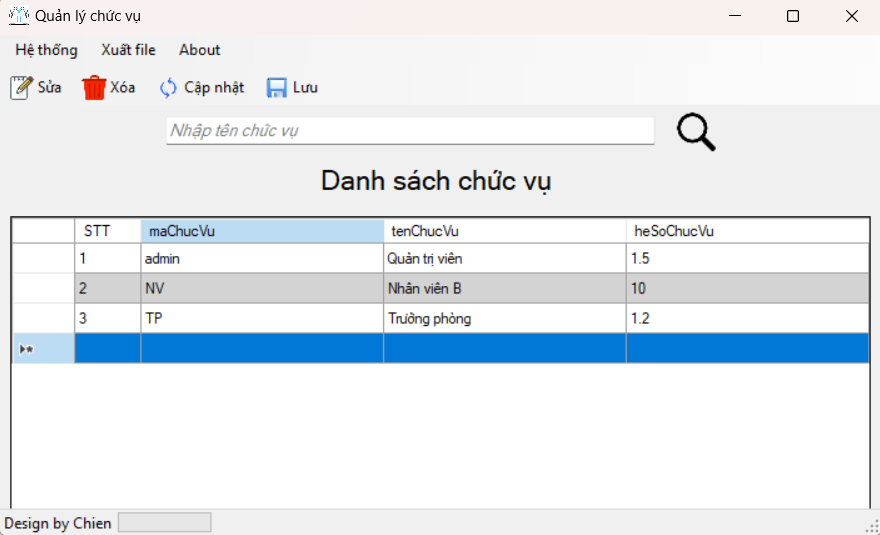 Quản lý chức vụ
Hệ thống Xuất file About
Sửa Xóa Cập nhật Lưu
Nhập tên chức vụ
Danh sách chức vụ
STT maChucVu tenChucVu heSoChucVu
1 admin Quản trị viên 1.5
2 NV Nhân viên B 10
3 TP Trưởng phòng 1.2
Design by Chien